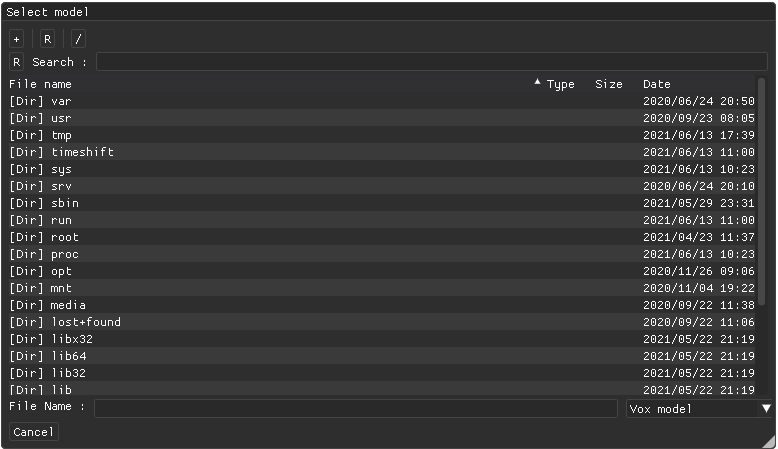 Select model
+ R /
R Search :
File name Type Size Date
[Dir] var 2020/06/24 20:50
[Dir] usr 2020/09/23 08:05
[Dir] tmp 2021/06/13 17:39
[Dir] timeshift 2021/06/13 11:00
[Dir] sys 2021/06/13 10:23
[Dir] srv 2020/06/24 20:10
[Dir] sbin 2021/05/29 23:31
[Dir] run 2021/06/13 11:00
[Dir] root 2021/04/23 11:37
[Dir] proc 2021/06/13 10:23
[Dir] opt 2020/11/26 09:06
[Dir] mnt 2020/11/04 19:22
[Dir] media 2020/09/22 11:38
[Dir] lost+found 2020/09/22 11:06
[Dir] libx32 2021/05/22 21:19
[Dir] lib64 2021/05/22 21:19
[Dir] lib32 2021/05/22 21:19
[Dir] lib 2021/05/22 21:19
File Name : Vox model
Cancel